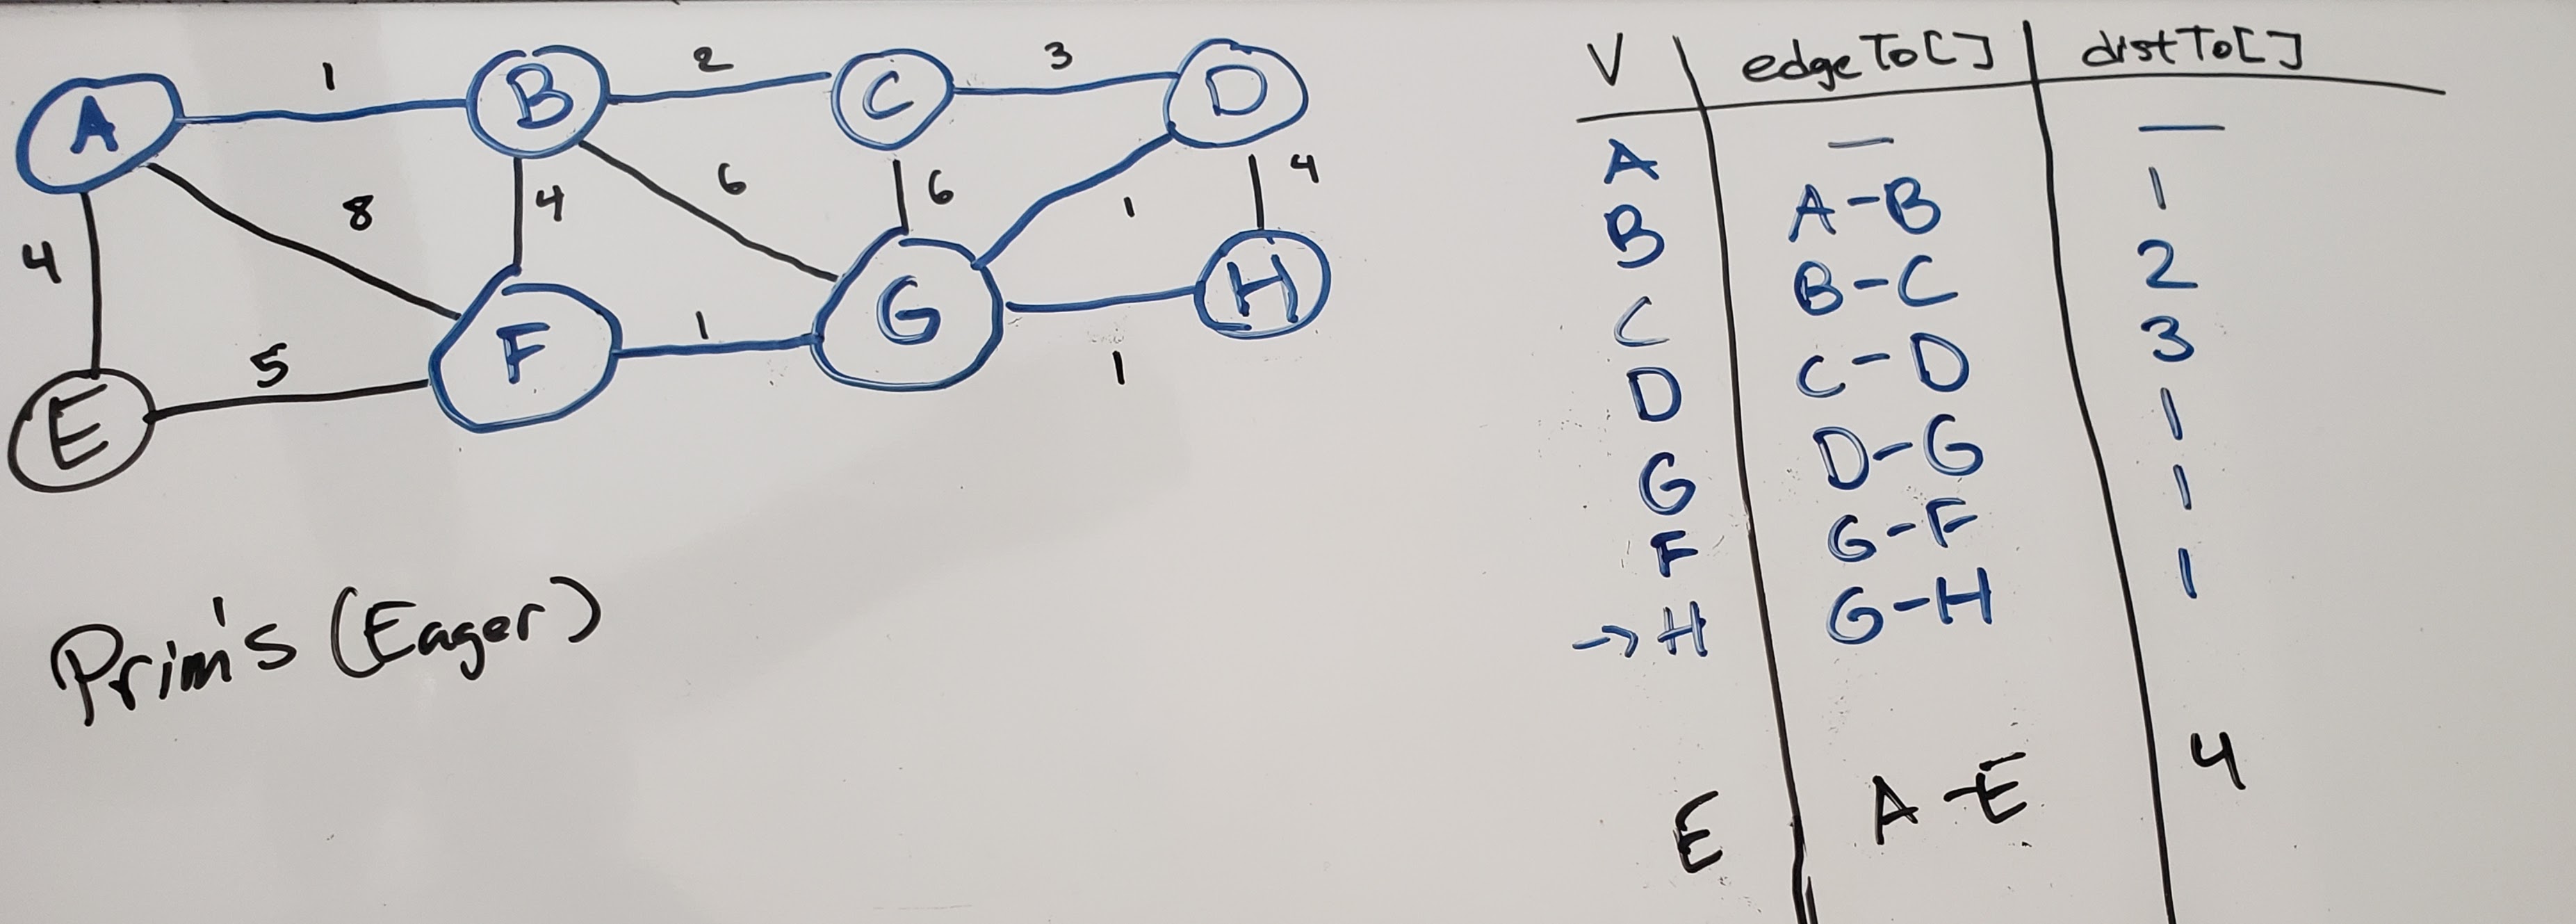 1 2 3
A B C D
8 4 6 6 1 4
4
5 F 1 G 1 H
E
Prim's (Eager)
V edgeTo[] distTo[]
A — —
B A-B 1
C B-C 2
D C-D 3
G D-G 1
F G-F 1
→ H G-H 1
E A-E 4